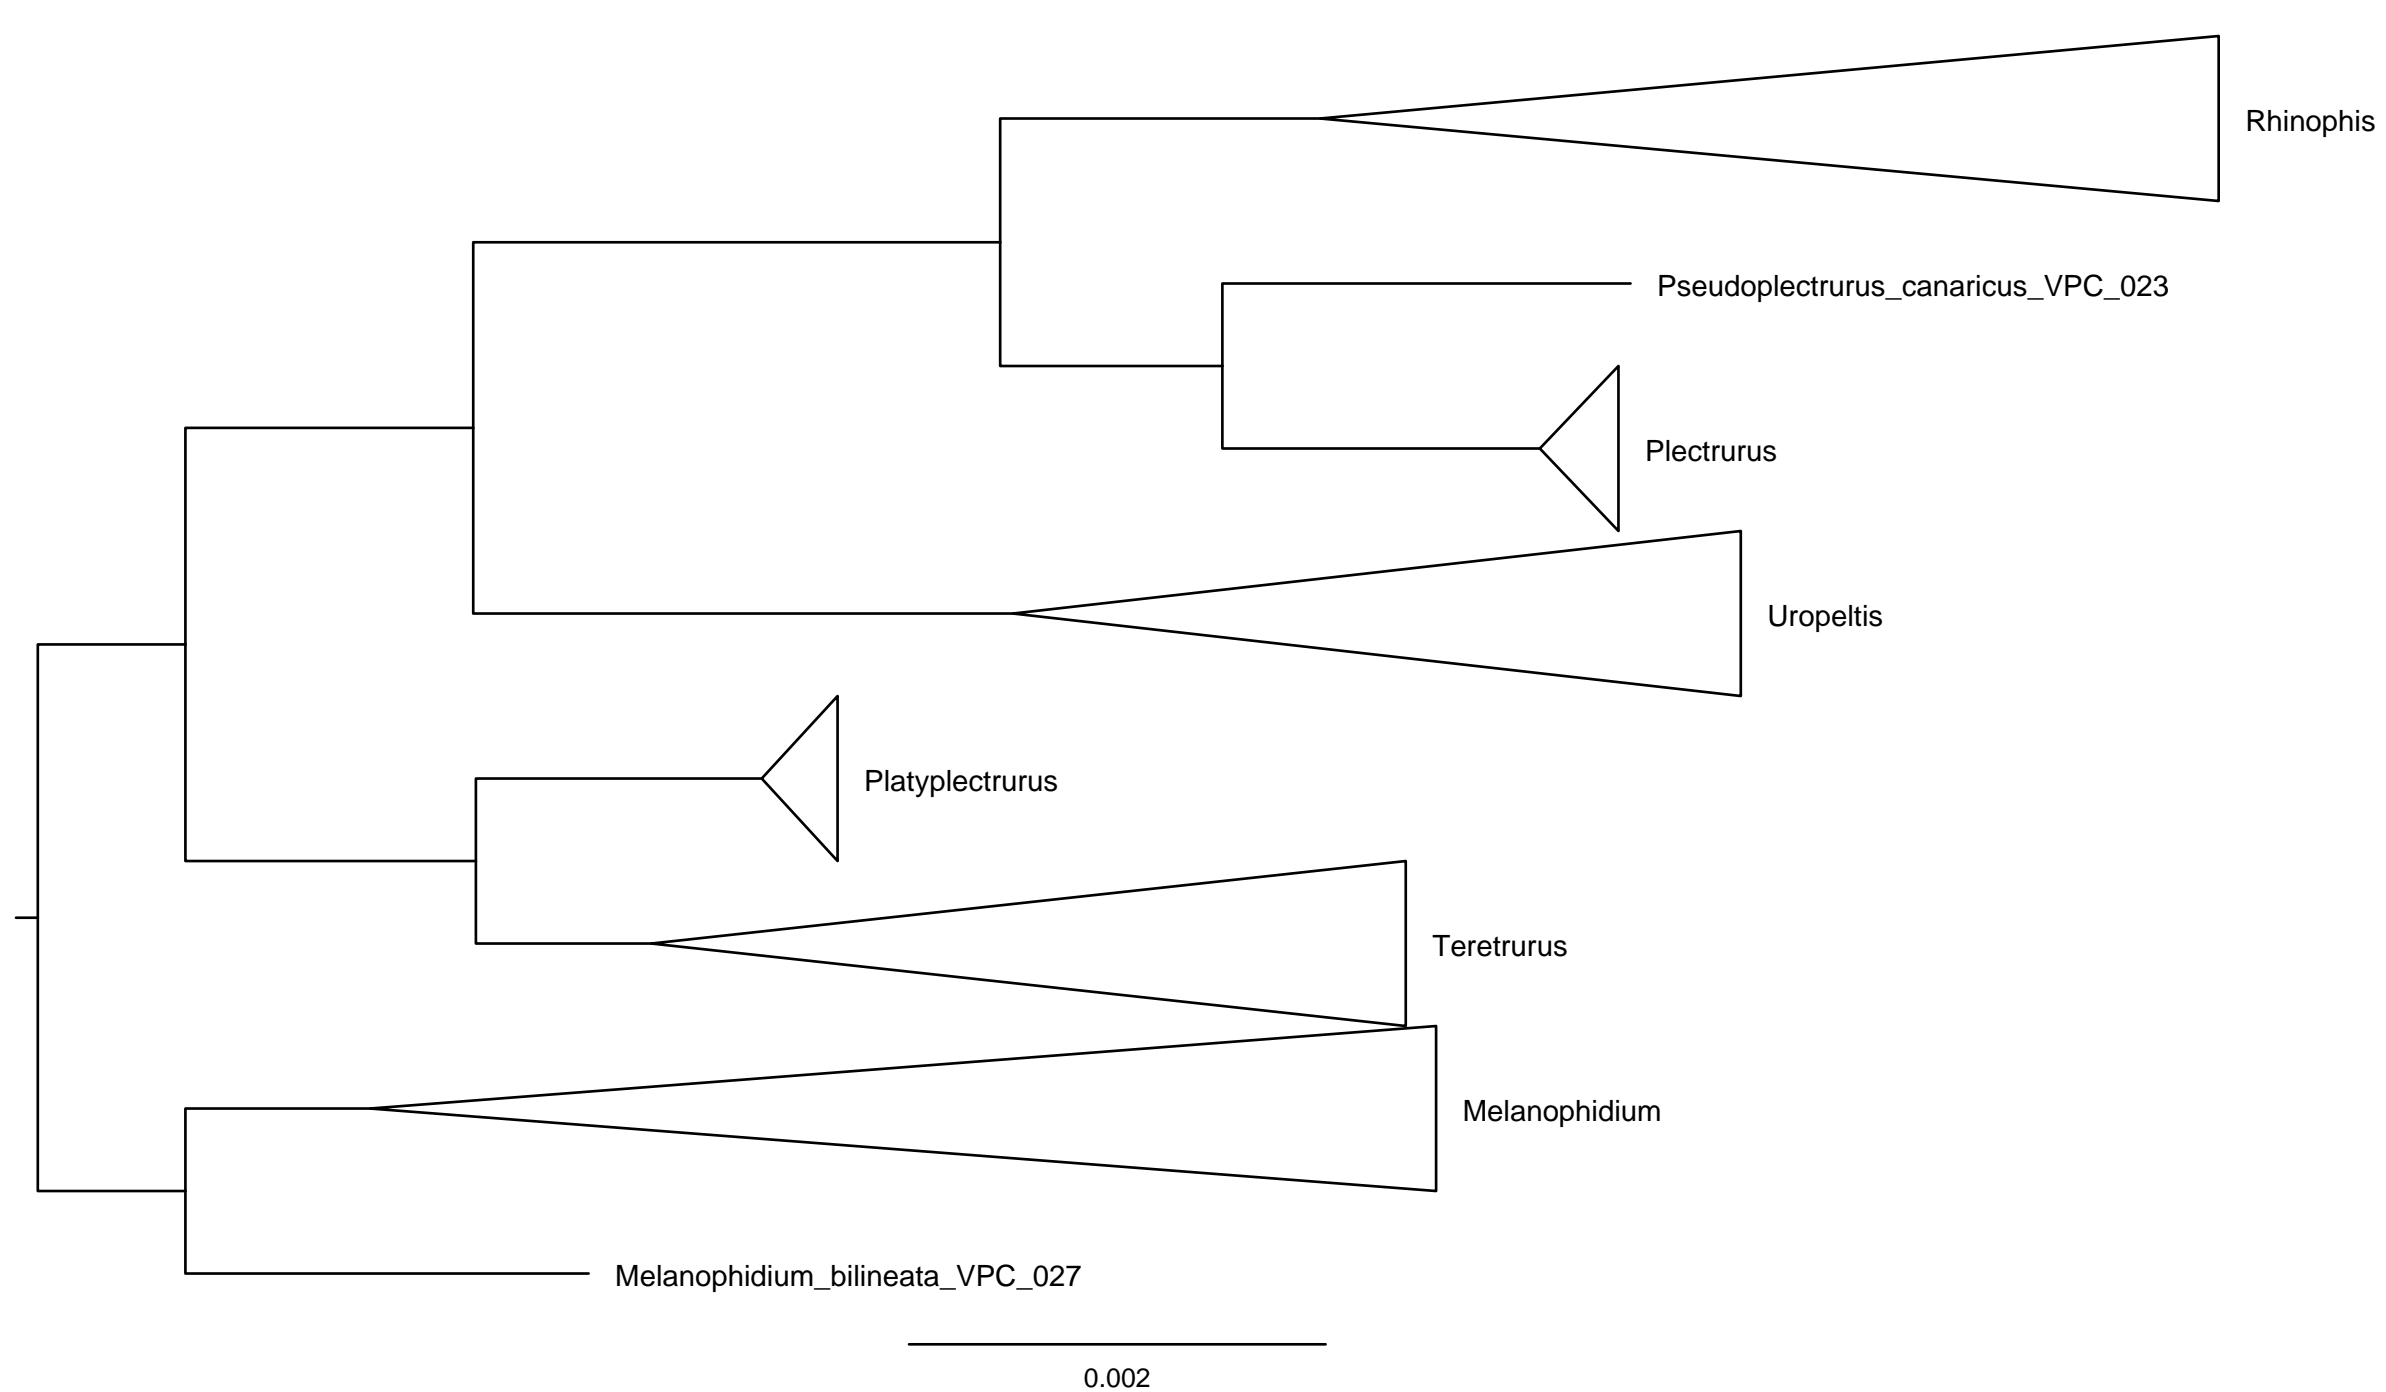 Rhinophis
Pseudoplectrurus_canaricus_VPC_023
Plectrurus
Uropeltis
Platyplectrurus
Teretrurus
Melanophidium
Melanophidium_bilineata_VPC_027
0.002